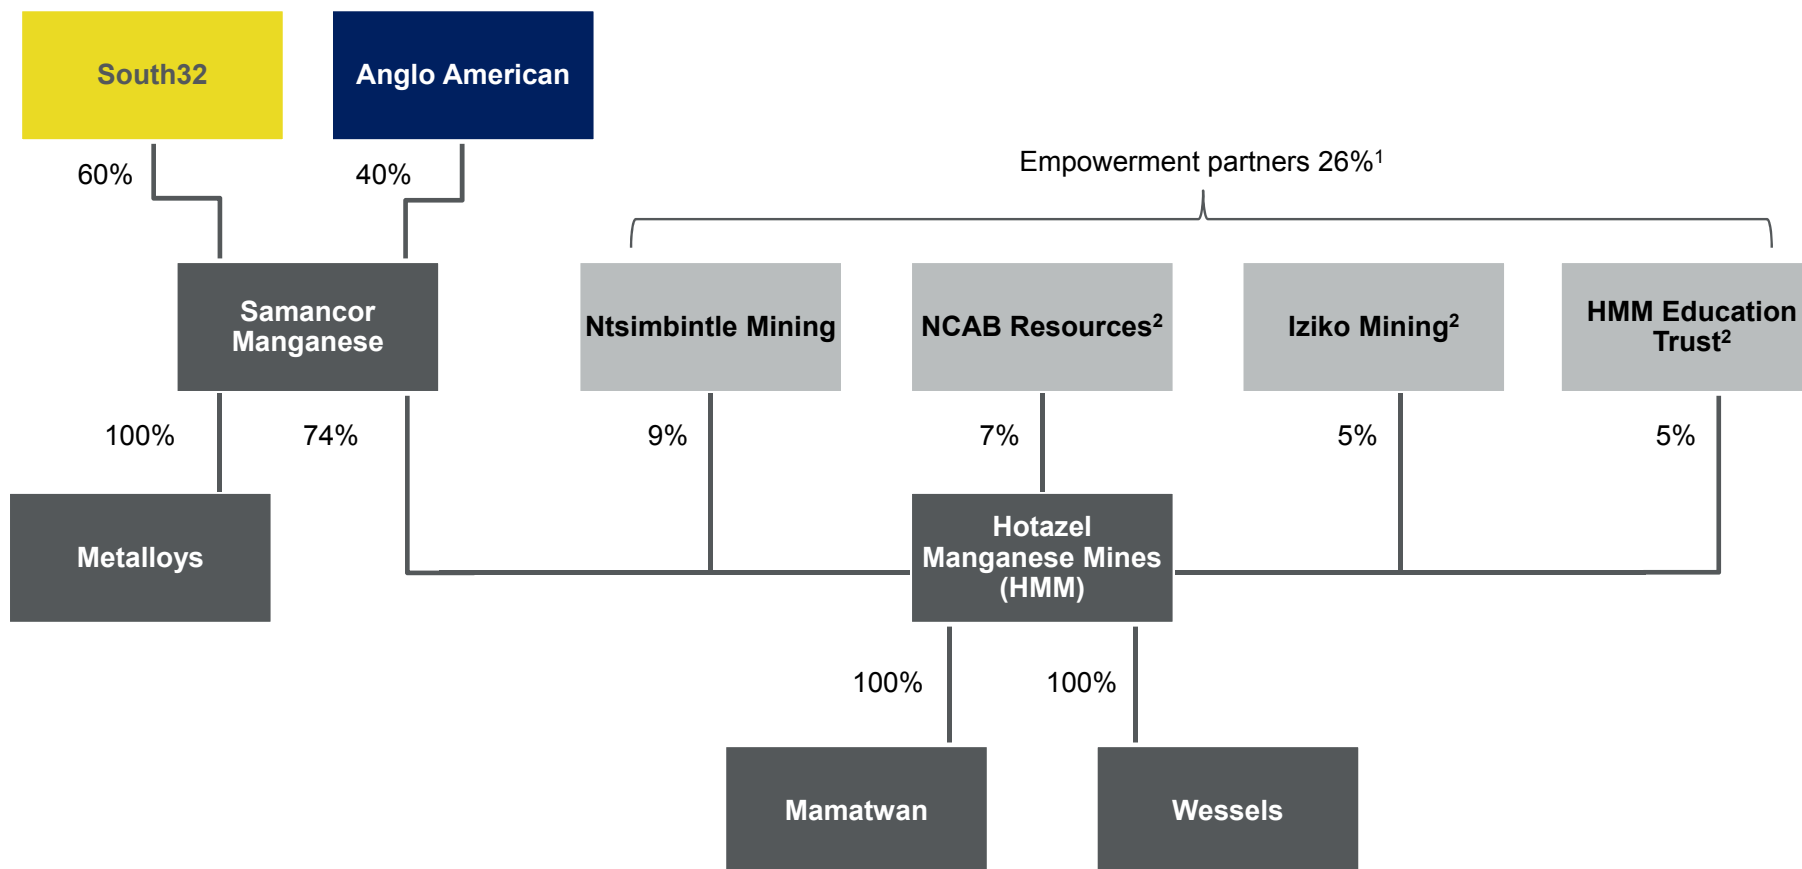 South32
Anglo American
60%
40%
Empowerment partners 26%¹
Samancor
Manganese
Ntsimbintle Mining
NCAB Resources²
Iziko Mining²
HMM Education
Trust²
100%
74%
9%
7%
5%
5%
Metalloys
Hotazel
Manganese Mines
(HMM)
100%
100%
Mamatwan
Wessels